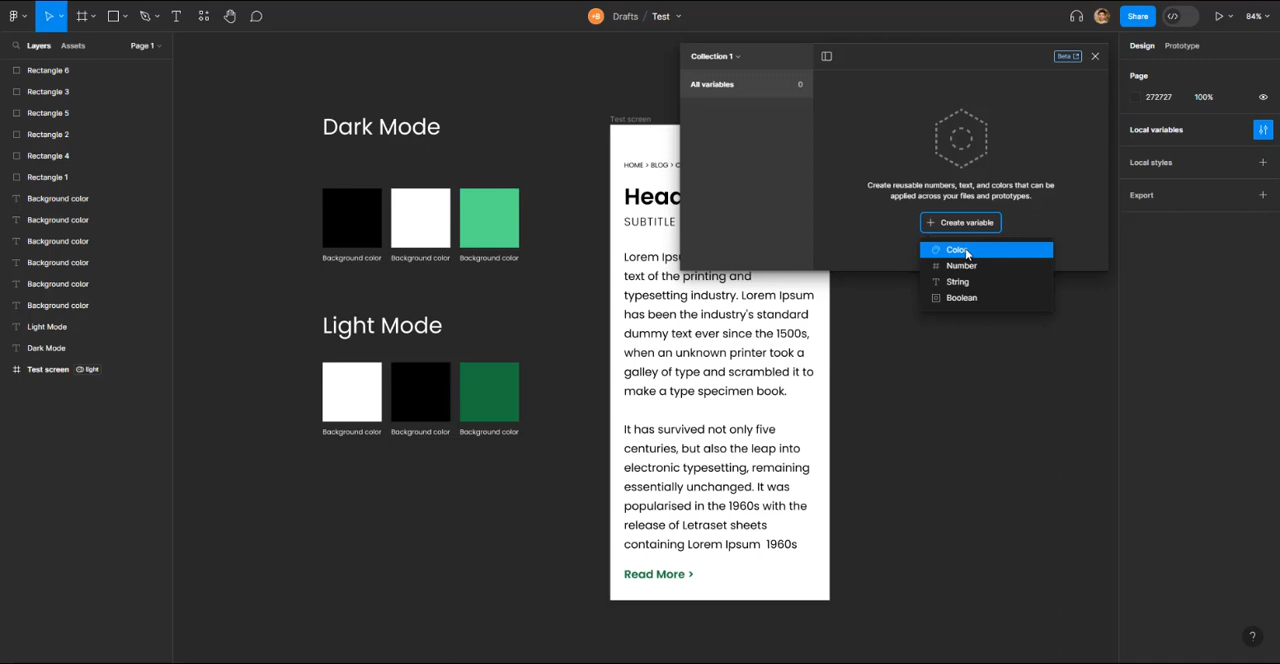 Drafts / Test
Share
84%
Layers
Assets
Page 1
Rectangle 6
Rectangle 3
Rectangle 5
Rectangle 2
Rectangle 4
Rectangle 1
Background color
Background color
Background color
Background color
Background color
Background color
Light Mode
Dark Mode
Test screen
light
Dark Mode
Background color
Background color
Background color
Light Mode
Background color
Background color
Background color
Test screen
HOME > BLOG >
Head
SUBTITLE
Lorem Ips
text of the printing and
typesetting industry. Lorem Ipsum
has been the industry's standard
dummy text ever since the 1500s,
when an unknown printer took a
galley of type and scrambled it to
make a type specimen book.
It has survived not only five
centuries, but also the leap into
electronic typesetting, remaining
essentially unchanged. It was
popularised in the 1960s with the
release of Letraset sheets
containing Lorem Ipsum 1960s
Read More >
Collection 1
Beta
All variables
0
Create reusable numbers, text, and colors that can be
applied across your files and prototypes.
+ Create variable
Color
Number
String
Boolean
Design
Prototype
Page
272727
100%
Local variables
Local styles
Export
?